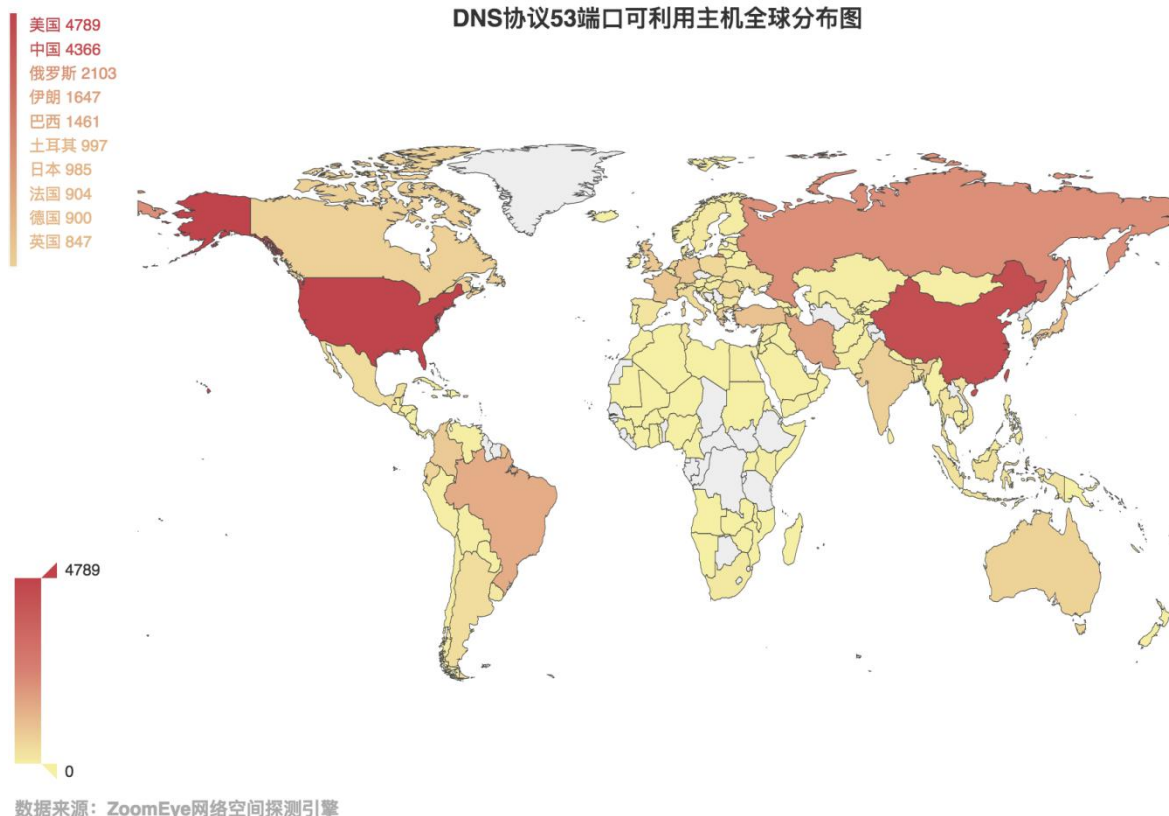 DNS协议53端口可利用主机全球分布图
美国 4789
中国 4366
俄罗斯 2103
伊朗 1647
巴西 1461
土耳其 997
日本 985
法国 904
德国 900
英国 847
4789
0
数据来源：ZoomEye网络空间探测引擎